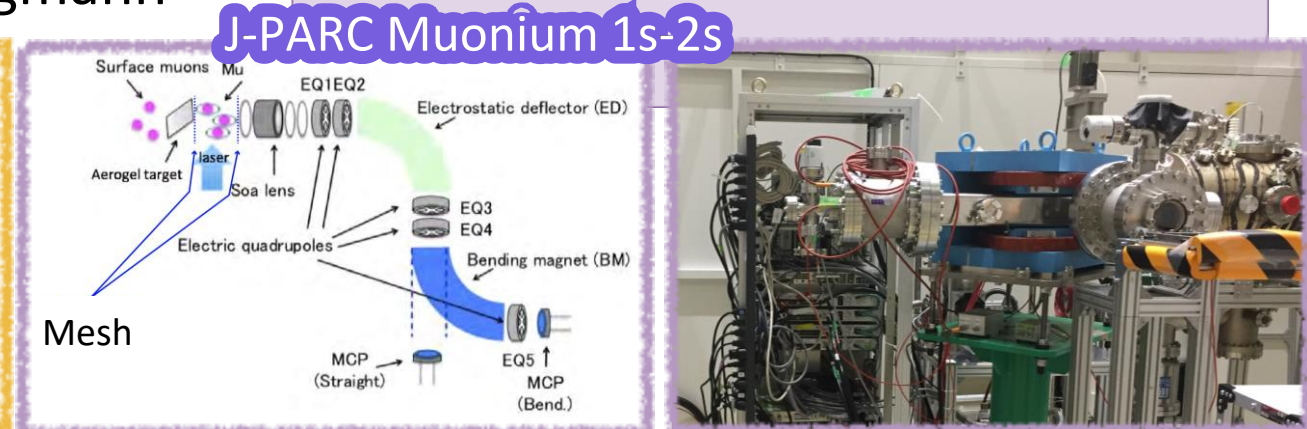 J-PARC Muonium 1s-2s
Surface muons
Mu
EQ1EQ2
Electrostatic deflector (ED)
laser
Aerogel target
Soa lens
EQ3
EQ4
Electric quadrupoles
Bending magnet (BM)
Mesh
MCP
(Straight)
EQ5
MCP
(Bend.)